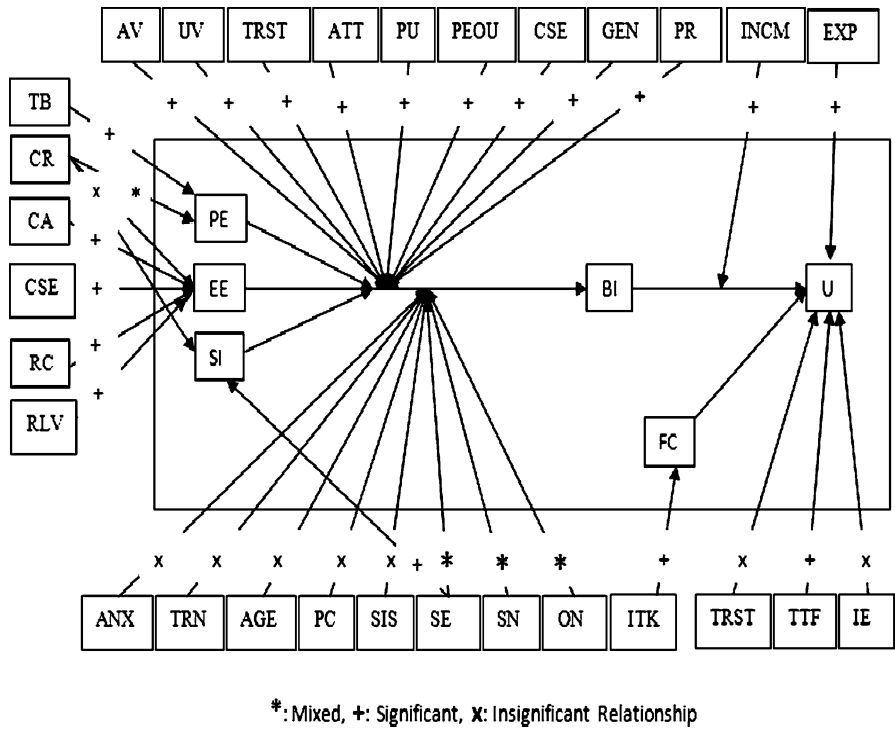 AV UV TRST ATT PU PEOU CSE GEN PR INCM EXP
+ + + + + + + + + + +
TB
+
CR
x *
PE
CA
+
CSE
+
EE
BI
U
RC
+
SI
RLV
+
FC
x x x x x + * * * + x + x
ANX TRN AGE PC SIS SE SN ON ITK TRST TTF IE
*: Mixed, +: Significant, x: Insignificant Relationship